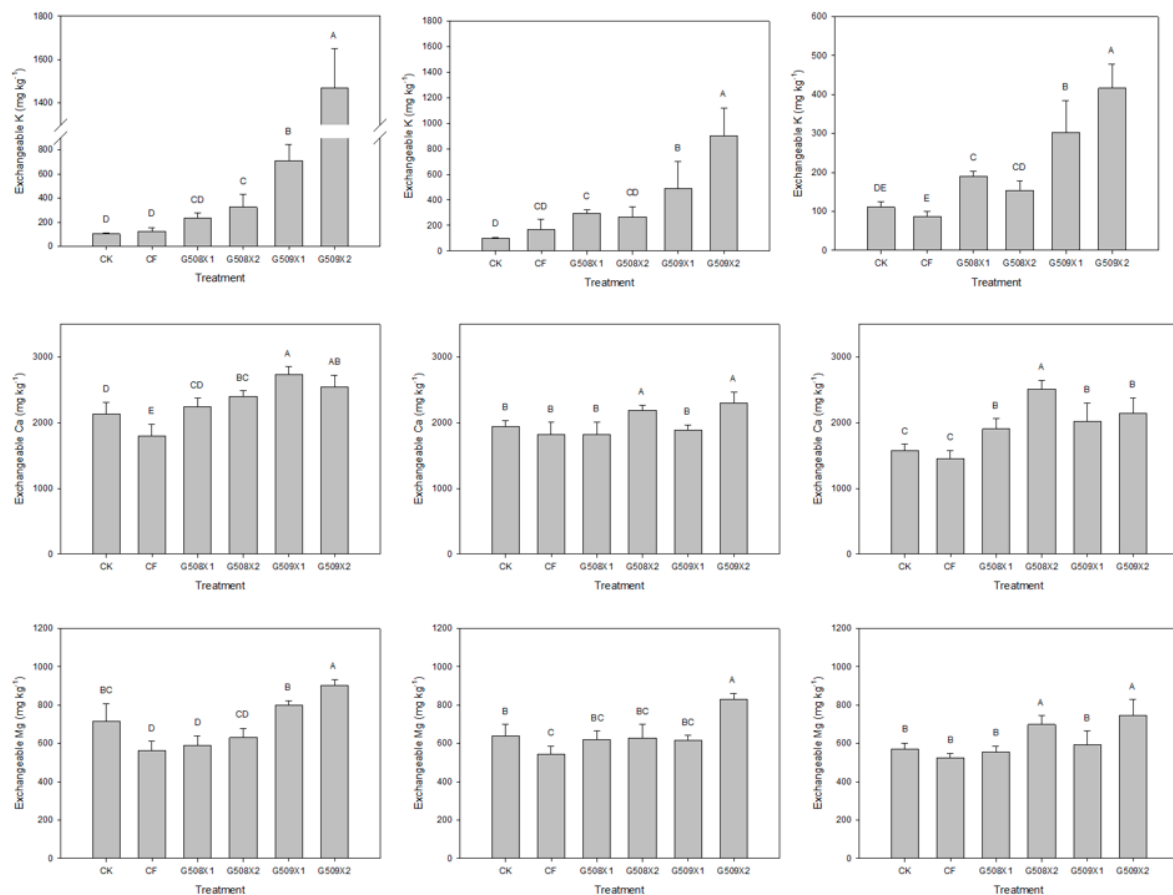 Exchangeable K (mg kg⁻¹)
1800
1600
1400
800
600
400
200
0
D
D
CD
C
B
A
CK CF G508X1 G508X2 G509X1 G509X2
Treatment
Exchangeable K (mg kg⁻¹)
1800
1600
1400
1200
1000
800
600
400
200
0
D
CD
C
CD
B
A
CK CF G508X1 G508X2 G509X1 G509X2
Treatment
Exchangeable K (mg kg⁻¹)
600
500
400
300
200
100
0
DE
E
C
CD
B
A
CK CF G508X1 G508X2 G509X1 G509X2
Treatment
Exchangeable Ca (mg kg⁻¹)
3000
2000
1000
0
D
E
CD
BC
A
AB
CK CF G508X1 G508X2 G509X1 G509X2
Treatment
Exchangeable Ca (mg kg⁻¹)
3000
2000
1000
0
B
B
B
A
B
A
CK CF G508X1 G508X2 G509X1 G509X2
Treatment
Exchangeable Ca (mg kg⁻¹)
3000
2000
1000
0
C
C
B
A
B
B
CK CF G508X1 G508X2 G509X1 G509X2
Treatment
Exchangeable Mg (mg kg⁻¹)
1200
1000
800
600
400
200
0
BC
D
D
CD
B
A
CK CF G508X1 G508X2 G509X1 G509X2
Treatment
Exchangeable Mg (mg kg⁻¹)
1200
1000
800
600
400
200
0
B
C
BC
BC
BC
A
CK CF G508X1 G508X2 G509X1 G509X2
Treatment
Exchangeable Mg (mg kg⁻¹)
1200
1000
800
600
400
200
0
B
B
B
A
B
A
CK CF G508X1 G508X2 G509X1 G509X2
Treatment